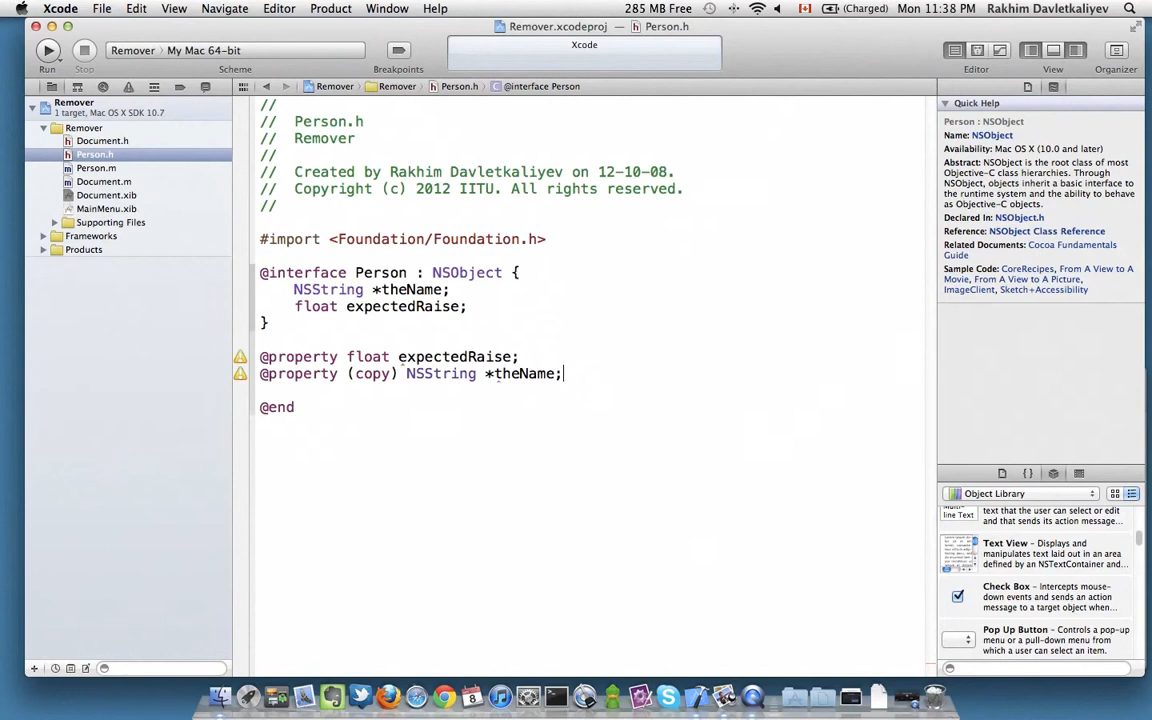 Xcode File Edit View Navigate Editor Product Window Help 285 MB Free (Charged) Mon 11:38 PM Rakhim Davletkaliyev
Remover.xcodeproj — Person.h
Remover My Mac 64-bit
Xcode
Run Stop Scheme Breakpoints Editor View Organizer
Remover Remover Person.h @interface Person
Remover
1 target, Mac OS X SDK 10.7
Remover
Document.h
Person.h
Person.m
Document.m
Document.xib
MainMenu.xib
Supporting Files
Frameworks
Products
//
// Person.h
// Remover
//
// Created by Rakhim Davletkaliyev on 12-10-08.
// Copyright (c) 2012 IITU. All rights reserved.
//
#import <Foundation/Foundation.h>
@interface Person : NSObject {
NSString *theName;
float expectedRaise;
}
@property float expectedRaise;
@property (copy) NSString *theName;
@end
Quick Help
Person : NSObject
Name: NSObject
Availability: Mac OS X (10.0 and later)
Abstract: NSObject is the root class of most
Objective-C class hierarchies. Through
NSObject, objects inherit a basic interface to
the runtime system and the ability to behave
as Objective-C objects.
Declared In: NSObject.h
Reference: NSObject Class Reference
Related Documents: Cocoa Fundamentals
Guide
Sample Code: CoreRecipes, From A View to A
Movie, From A View to A Picture,
ImageClient, Sketch+Accessibility
Object Library
line Text
text that the user can select or edit
and that sends its action message...
Text View - Displays and
manipulates text laid out in an area
defined by an NSTextContainer and...
Check Box - Intercepts mouse-
down events and sends an action
message to a target object when...
Pop Up Button - Controls a pop-up
menu or a pull-down menu from
which a user can select an item.
8